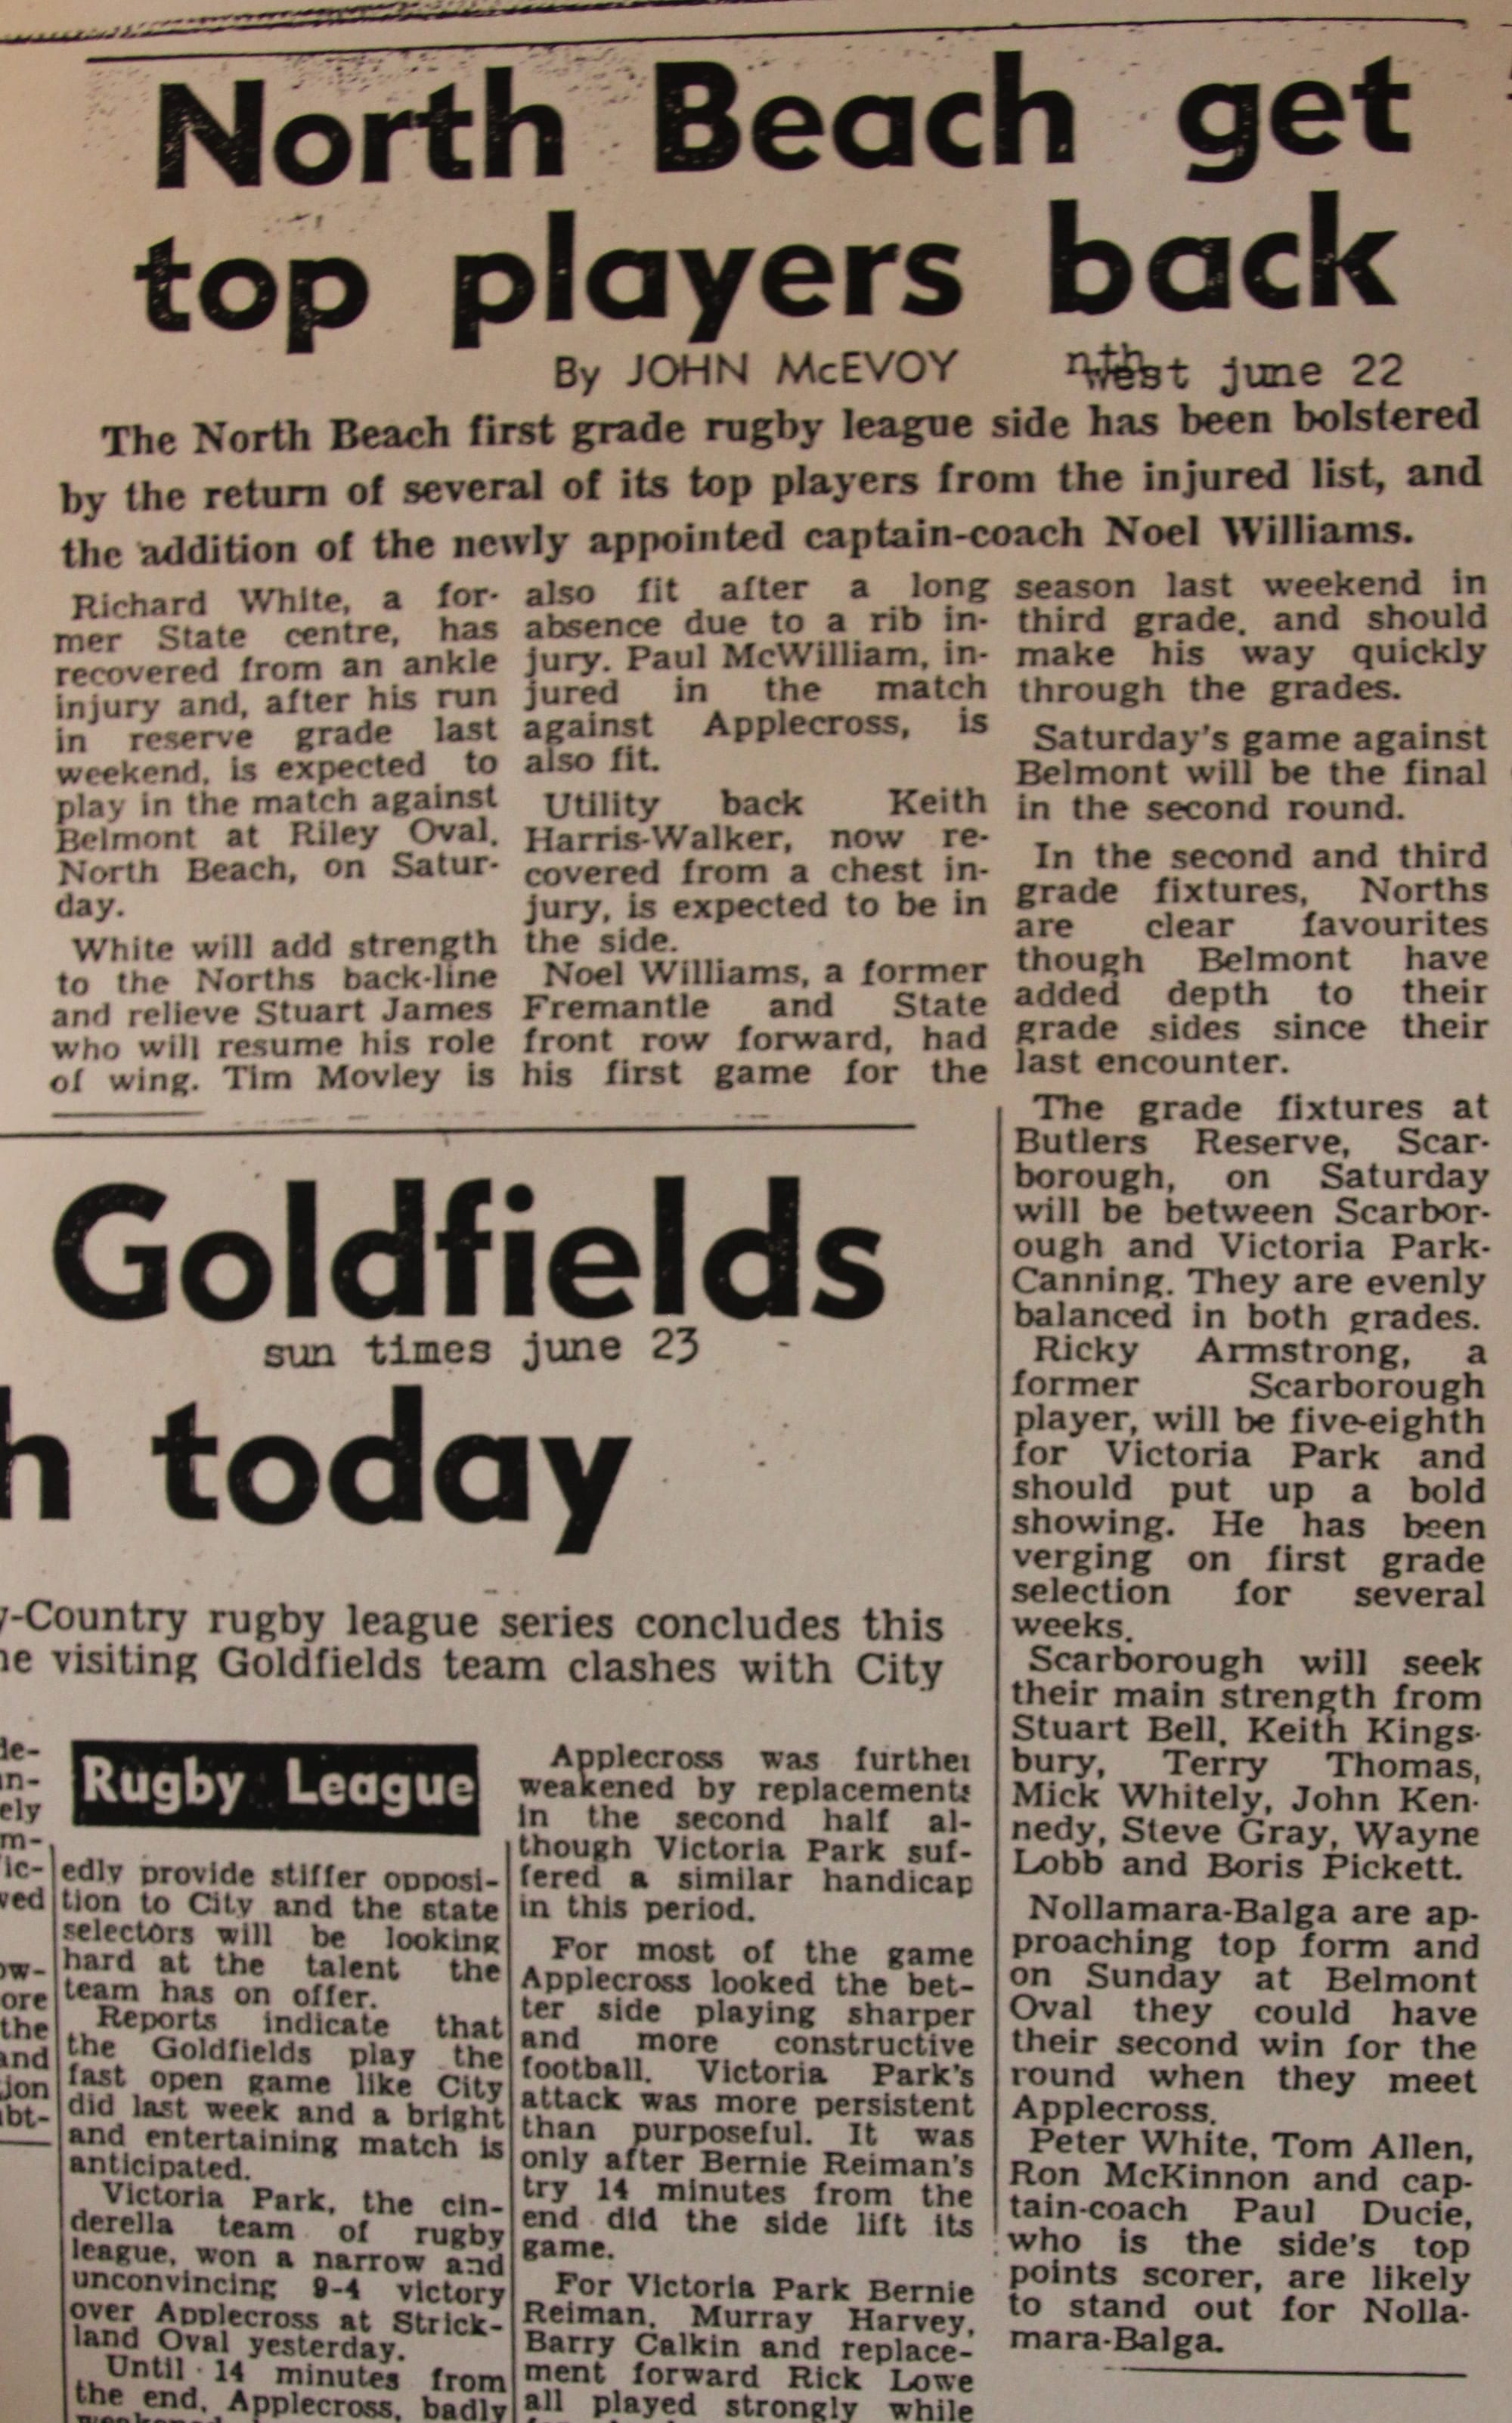 North Beach get
top players back
By JOHN McEVOY
west june 22
The North Beach first grade rugby league side has been bolstered
by the return of several of its top players from the injured list, and
the addition of the newly appointed captain-coach Noel Williams.
Richard White, a for-
mer State centre, has
recovered from an ankle
injury and, after his run
in reserve grade last
weekend, is expected to
play in the match against
Belmont at Riley Oval,
North Beach, on Satur-
day.
White will add strength
to the Norths back-line
and relieve Stuart James
who will resume his role
of wing. Tim Movley is
also fit after a long
absence due to a rib in-
jury. Paul McWilliam, in-
jured in the match
against Applecross, is
also fit.
Utility back Keith
Harris-Walker, now re-
covered from a chest in-
jury, is expected to be in
the side.
Noel Williams, a former
Fremantle and State
front row forward, had
his first game for the
season last weekend in
third grade, and should
make his way quickly
through the grades.
Saturday's game against
Belmont will be the final
in the second round.
In the second and third
grade fixtures, Norths
are clear favourites
though Belmont have
added depth to their
grade sides since their
last encounter.
The grade fixtures at
Butlers Reserve, Scar-
borough, on Saturday
will be between Scarbor-
ough and Victoria Park-
Canning. They are evenly
balanced in both grades.
Ricky Armstrong, a
former Scarborough
player, will be five-eighth
for Victoria Park and
should put up a bold
showing. He has been
verging on first grade
selection for several
weeks.
Scarborough will seek
their main strength from
Stuart Bell, Keith Kings-
bury, Terry Thomas,
Mick Whitely, John Ken-
nedy, Steve Gray, Wayne
Lobb and Boris Pickett.
Nollamara-Balga are ap-
proaching top form and
on Sunday at Belmont
Oval they could have
their second win for the
round when they meet
Applecross.
Peter White, Tom Allen,
Ron McKinnon and cap-
tain-coach Paul Ducie,
who is the side's top
points scorer, are likely
to stand out for Nolla-
mara-Balga.
Goldfields
sun times june 23
h today
y-Country rugby league series concludes this
visiting Goldfields team clashes with City
Rugby League
edly provide stiffer opposi-
tion to City and the state
selectors will be looking
hard at the talent the
team has on offer.
Reports indicate that
the Goldfields play the
fast open game like City
did last week and a bright
and entertaining match is
anticipated.
Victoria Park, the cin-
derella team of rugby
league, won a narrow and
unconvincing 9-4 victory
over Applecross at Strick-
land Oval yesterday.
Until 14 minutes from
the end, Applecross, badly
Applecross was further
weakened by replacements
in the second half al-
though Victoria Park suf-
fered a similar handicap
in this period.
For most of the game
Applecross looked the bet-
ter side playing sharper
and more constructive
football. Victoria Park's
attack was more persistent
than purposeful. It was
only after Bernie Reiman's
try 14 minutes from the
end did the side lift its
game.
For Victoria Park Bernie
Reiman, Murray Harvey,
Barry Calkin and replace-
ment forward Rick Lowe
all played strongly while